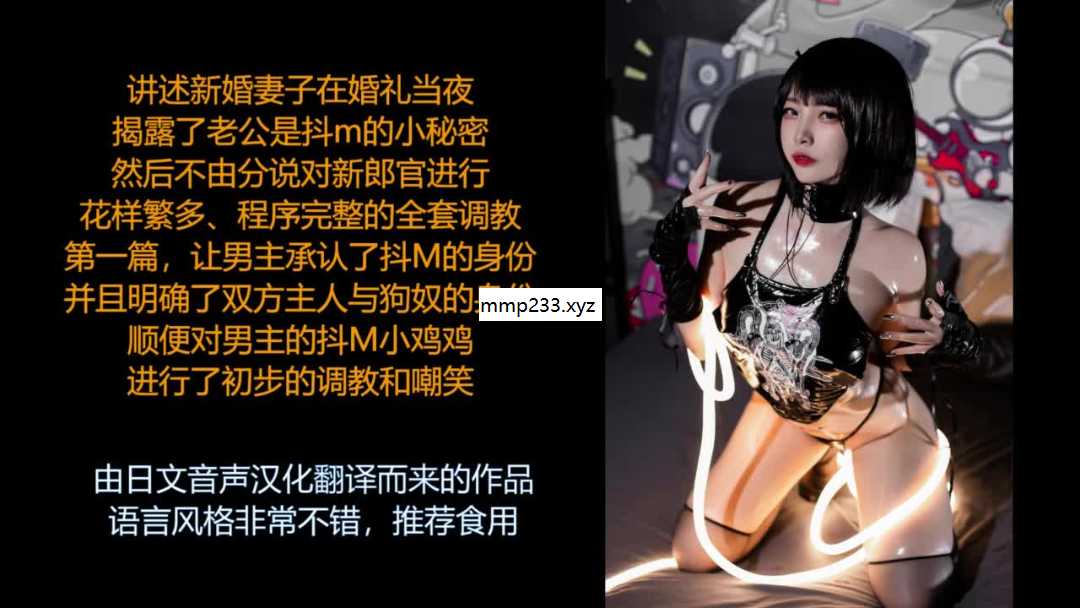 讲述新婚妻子在婚礼当夜
揭露了老公是抖m的小秘密
然后不由分说对新郎官进行
花样繁多、程序完整的全套调教
第一篇，让男主承认了抖M的身份
并且明确了双方主人与狗奴的
mmp233.xyz
顺便对男主的抖M小鸡鸡
进行了初步的调教和嘲笑
由日文音声汉化翻译而来的作品
语言风格非常不错，推荐食用